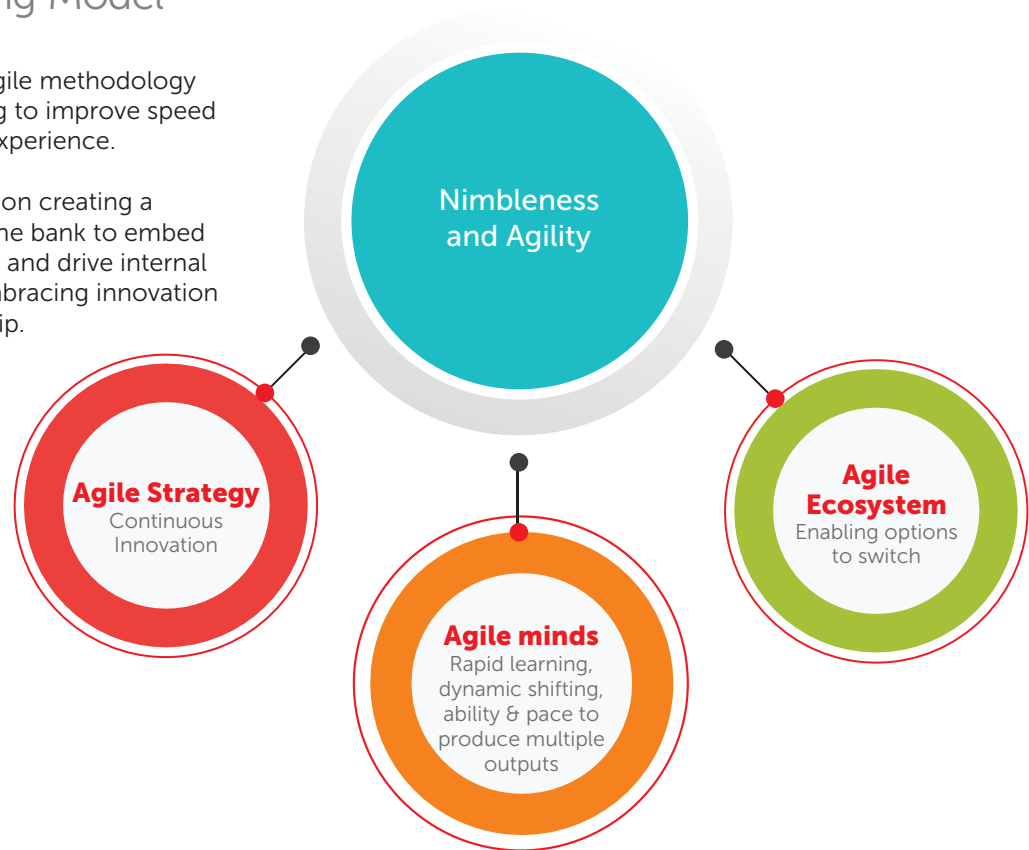 ng Model
gile methodology
g to improve speed
xperience.
on creating a
he bank to embed
and drive internal
bracing innovation
ip.
Nimbleness
and Agility
Agile Strategy
Continuous
Innovation
Agile minds
Rapid learning,
dynamic shifting,
ability & pace to
produce multiple
outputs
Agile
Ecosystem
Enabling options
to switch